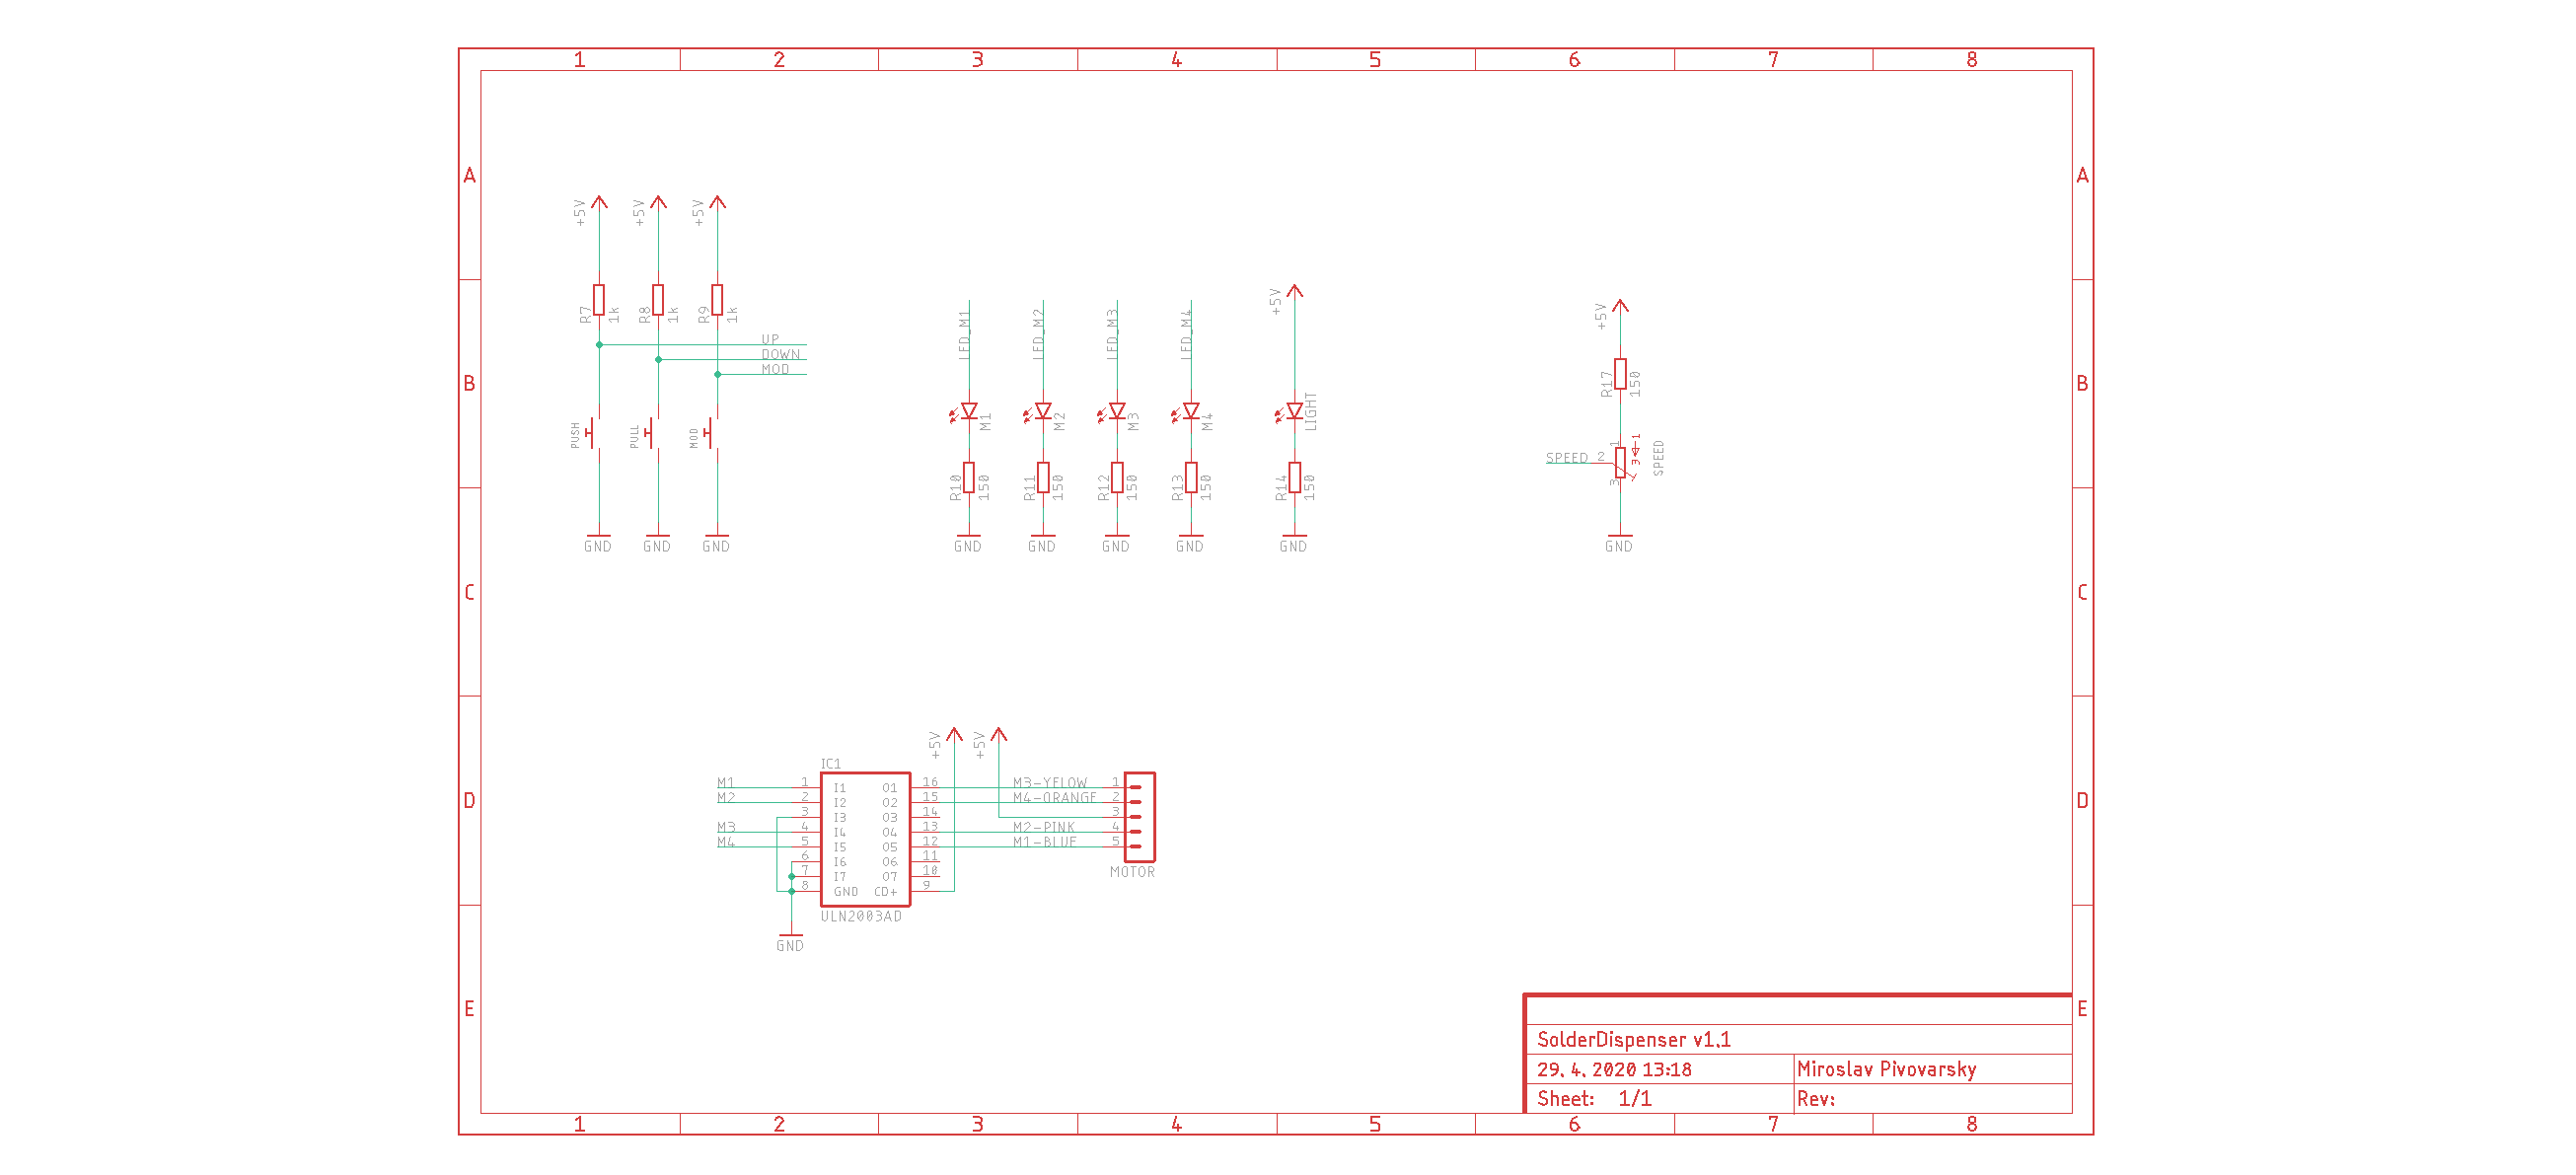 1 2 3 4 5 6 7 8
A A
+5V +5V +5V
R7 1k R8 1k R9 1k
UP
DOWN
MOD
PUSH PULL MOD
GND GND GND
LED_M1 LED_M2 LED_M3 LED_M4 +5V
M1 M2 M3 M4 LIGHT
R10 150 R11 150 R12 150 R13 150 R14 150
GND GND GND GND GND
+5V
R17 150
B B
SPEED 2 1 3 1 3 SPEED
GND
C C
+5V +5V
IC1
M1 1 I1 O1 16 M3-YELOW 1
M2 2 I2 O2 15 M4-ORANGE 2
3 I3 O3 14 3
M3 4 I4 O4 13 M2-PINK 4
M4 5 I5 O5 12 M1-BLUE 5
6 I6 O6 11
7 I7 O7 10
8 GND CD+ 9
MOTOR
ULN2003AD
GND
D D
E E
SolderDispenser v1.1
29. 4. 2020 13:18 Miroslav Pivovarsky
Sheet: 1/1 Rev:
1 2 3 4 5 6 7 8